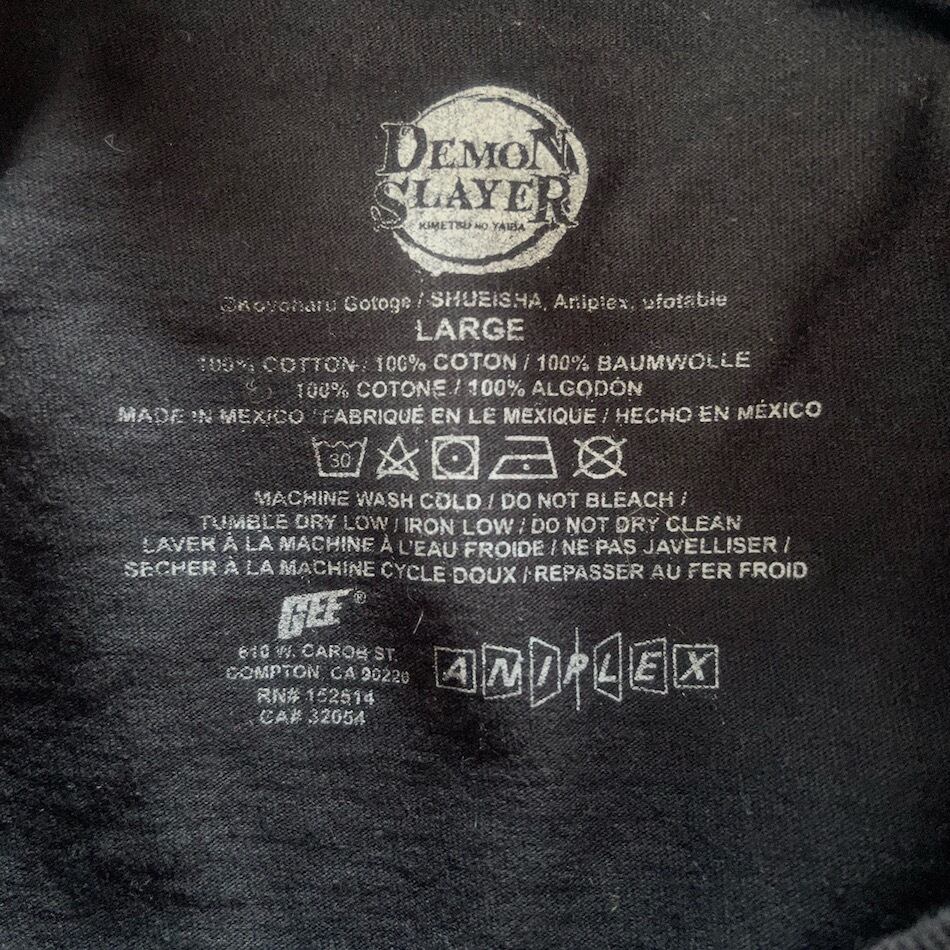 DEMON
SLAYER
KIMETSU NO YAIBA
©Koyoharu Gotoge / SHUEISHA, Aniplex, ufotable
LARGE
100% COTTON / 100% COTON / 100% BAUMWOLLE
100% COTONE / 100% ALGODÓN
MADE IN MEXICO / FABRIQUÉ EN LE MEXIQUE / HECHO EN MÉXICO
30
MACHINE WASH COLD / DO NOT BLEACH /
TUMBLE DRY LOW / IRON LOW / DO NOT DRY CLEAN
LAVER À LA MACHINE À L'EAU FROIDE / NE PAS JAVELLISER /
SÉCHER À LA MACHINE CYCLE DOUX / REPASSER AU FER FROID
GEE®
610 W. CAROB ST.
COMPTON, CA 90220
RN# 152514
CA# 32054
ANIPLEX